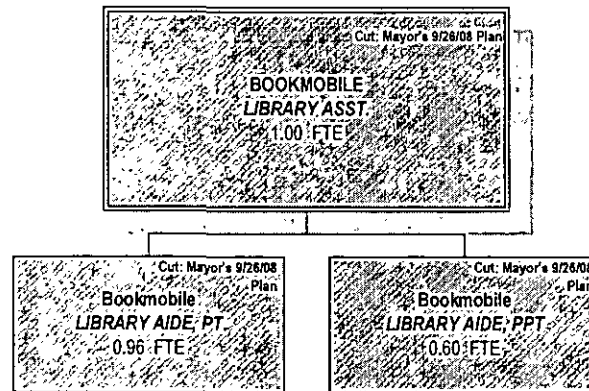 Cut: Mayor's 9/26/08 Plan
BOOKMOBILE
LIBRARY ASST.
1.00 FTE
Cut: Mayor's 9/26/08
Plan
Bookmobile
LIBRARY AIDE, PT
0.96 FTE
Cut: Mayor's 9/26/08
Plan
Bookmobile
LIBRARY AIDE, PPT
0.60 FTE